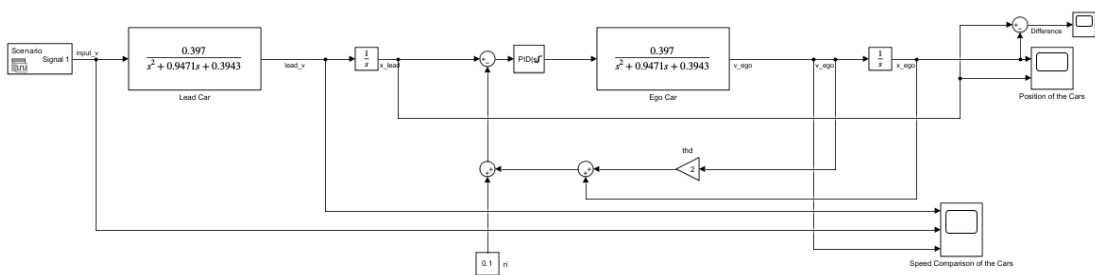 Scenario
Signal 1
input_v
0.397
s² + 0.9471s + 0.3943
Lead Car
lead_v
1
s
x_lead
+
−
PID(s)
0.397
s² + 0.9471s + 0.3943
Ego Car
v_ego
v_ego
1
s
x_ego
+
−
Difference
Position of the Cars
thd
2
+
+
+
+
0.1
ri
Speed Comparison of the Cars